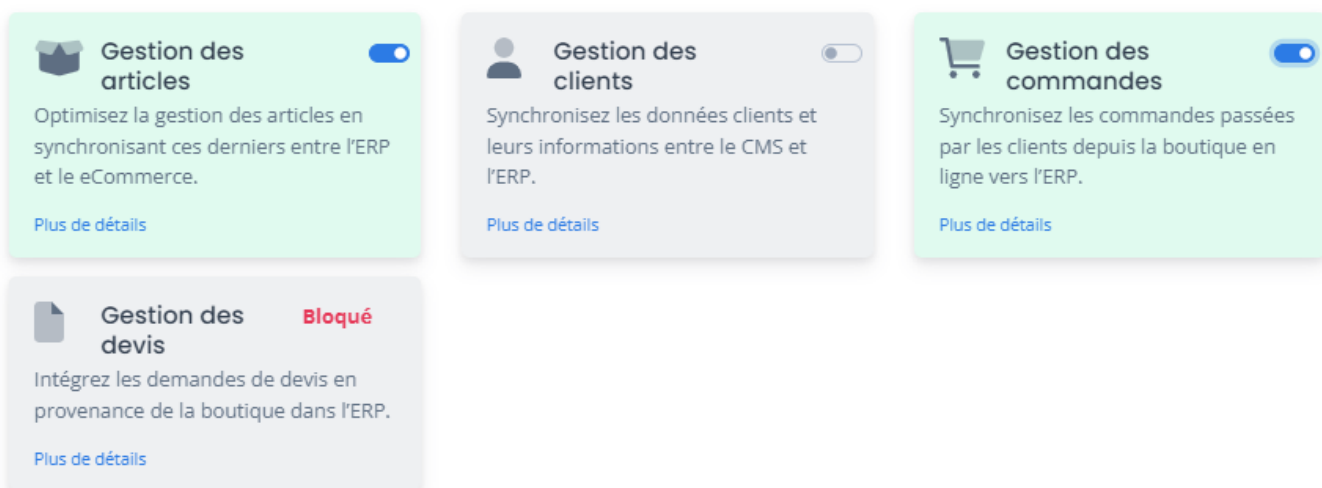 Gestion des
articles
Optimisez la gestion des articles en
synchronisant ces derniers entre l'ERP
et le eCommerce.
Plus de détails
Gestion des
clients
Synchronisez les données clients et
leurs informations entre le CMS et
l'ERP.
Plus de détails
Gestion des
commandes
Synchronisez les commandes passées
par les clients depuis la boutique en
ligne vers l'ERP.
Plus de détails
Gestion des
devis
Bloqué
Intégrez les demandes de devis en
provenance de la boutique dans l'ERP.
Plus de détails